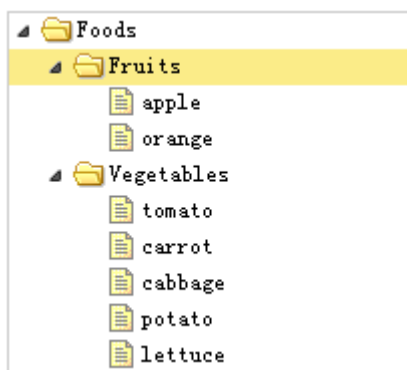 Foods
Fruits
apple
orange
Vegetables
tomato
carrot
cabbage
potato
lettuce